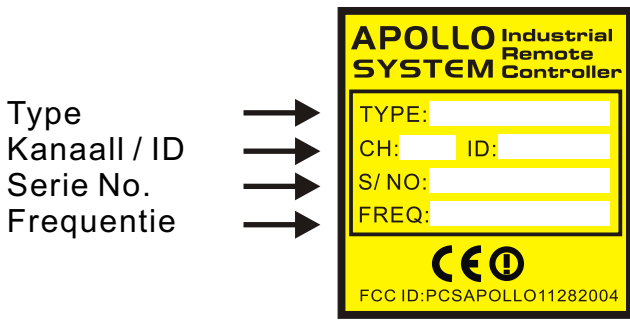 Type
Kanaall / ID
Serie No.
Frequentie
APOLLO Industrial
Remote
SYSTEM Controller
TYPE:
CH: ID:
S/ NO:
FREQ:
CE
FCC ID:PCSAPOLLO11282004